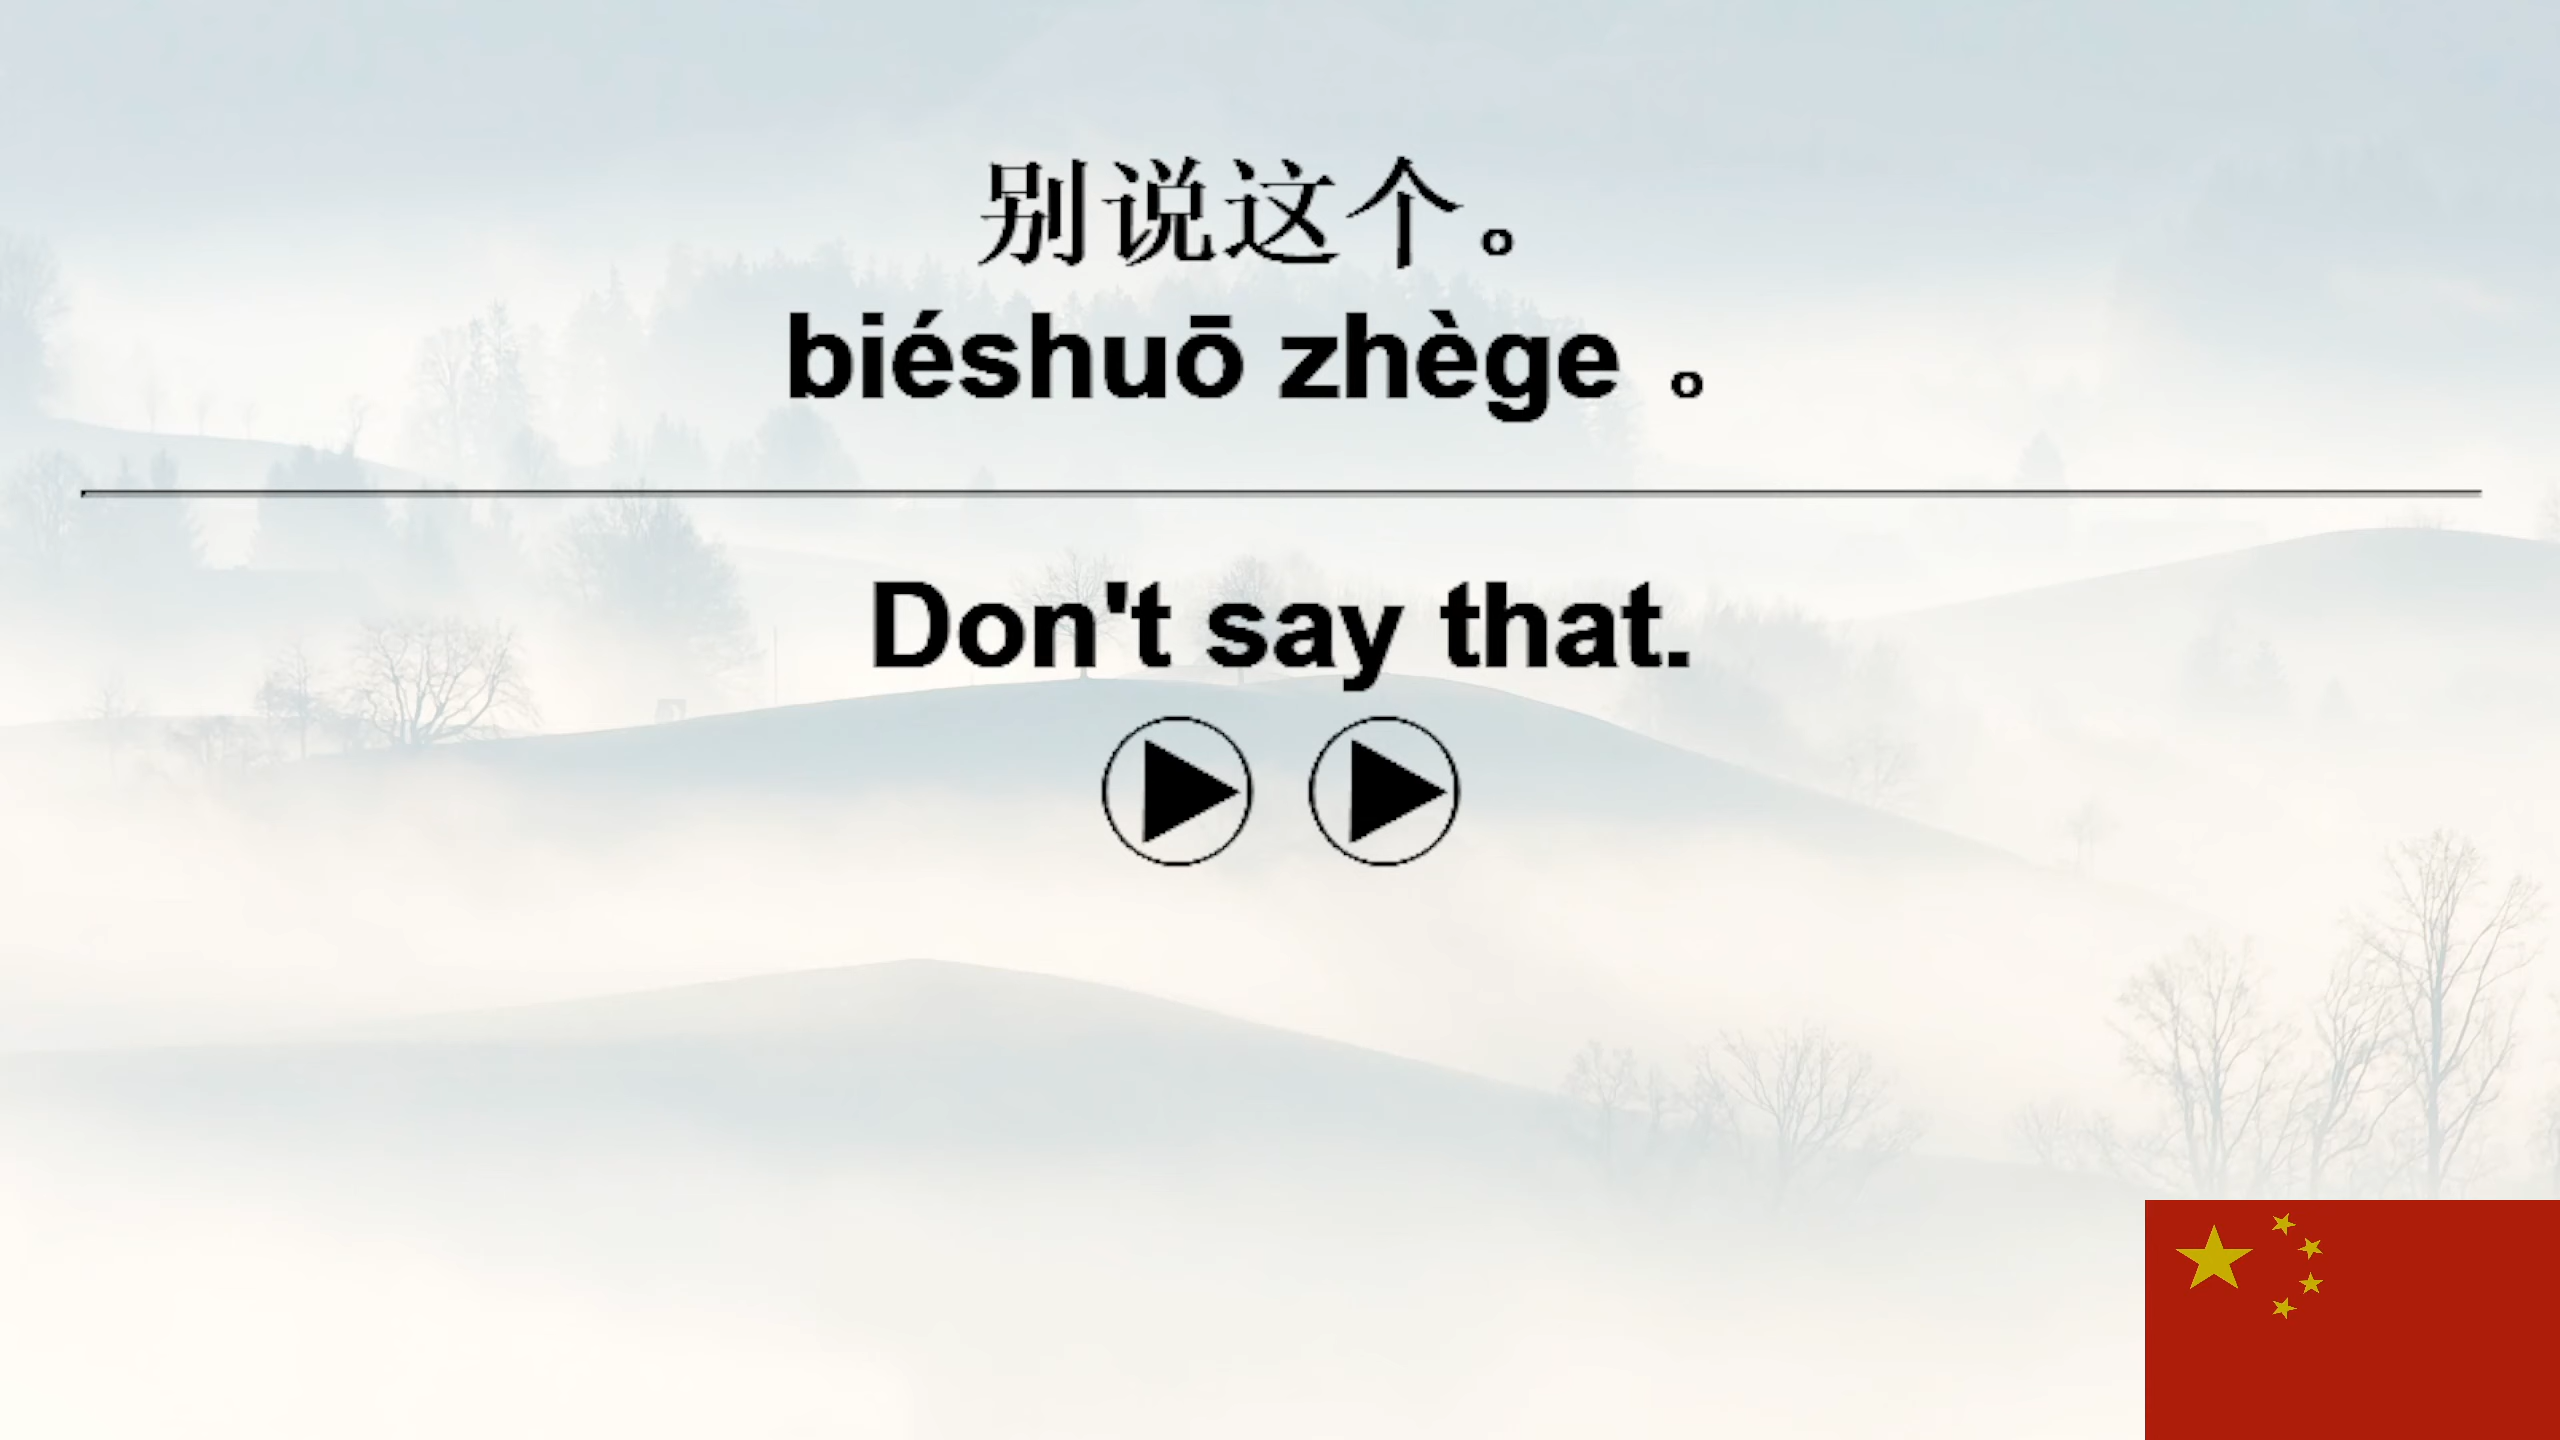 别说这个。
biéshuō zhège 。
Don't say that.